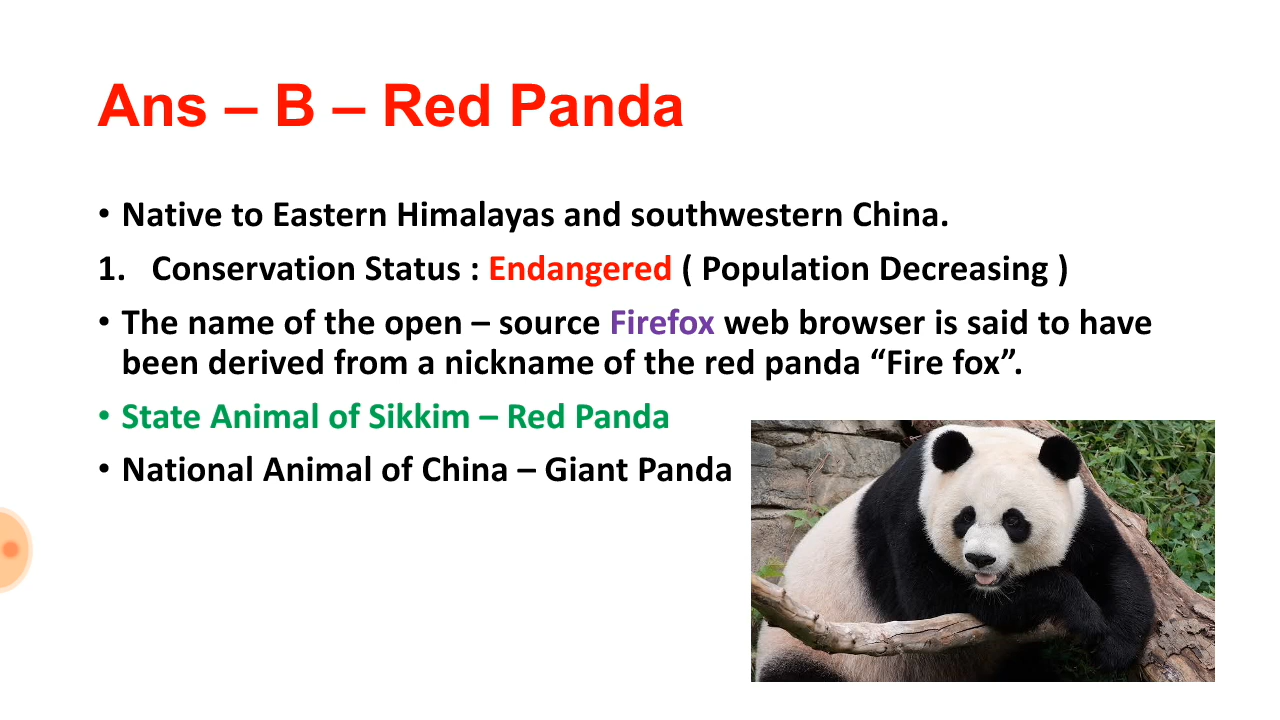 Ans – B – Red Panda
• Native to Eastern Himalayas and southwestern China.
1. Conservation Status : Endangered ( Population Decreasing )
• The name of the open – source Firefox web browser is said to have
been derived from a nickname of the red panda “Fire fox”.
• State Animal of Sikkim – Red Panda
• National Animal of China – Giant Panda